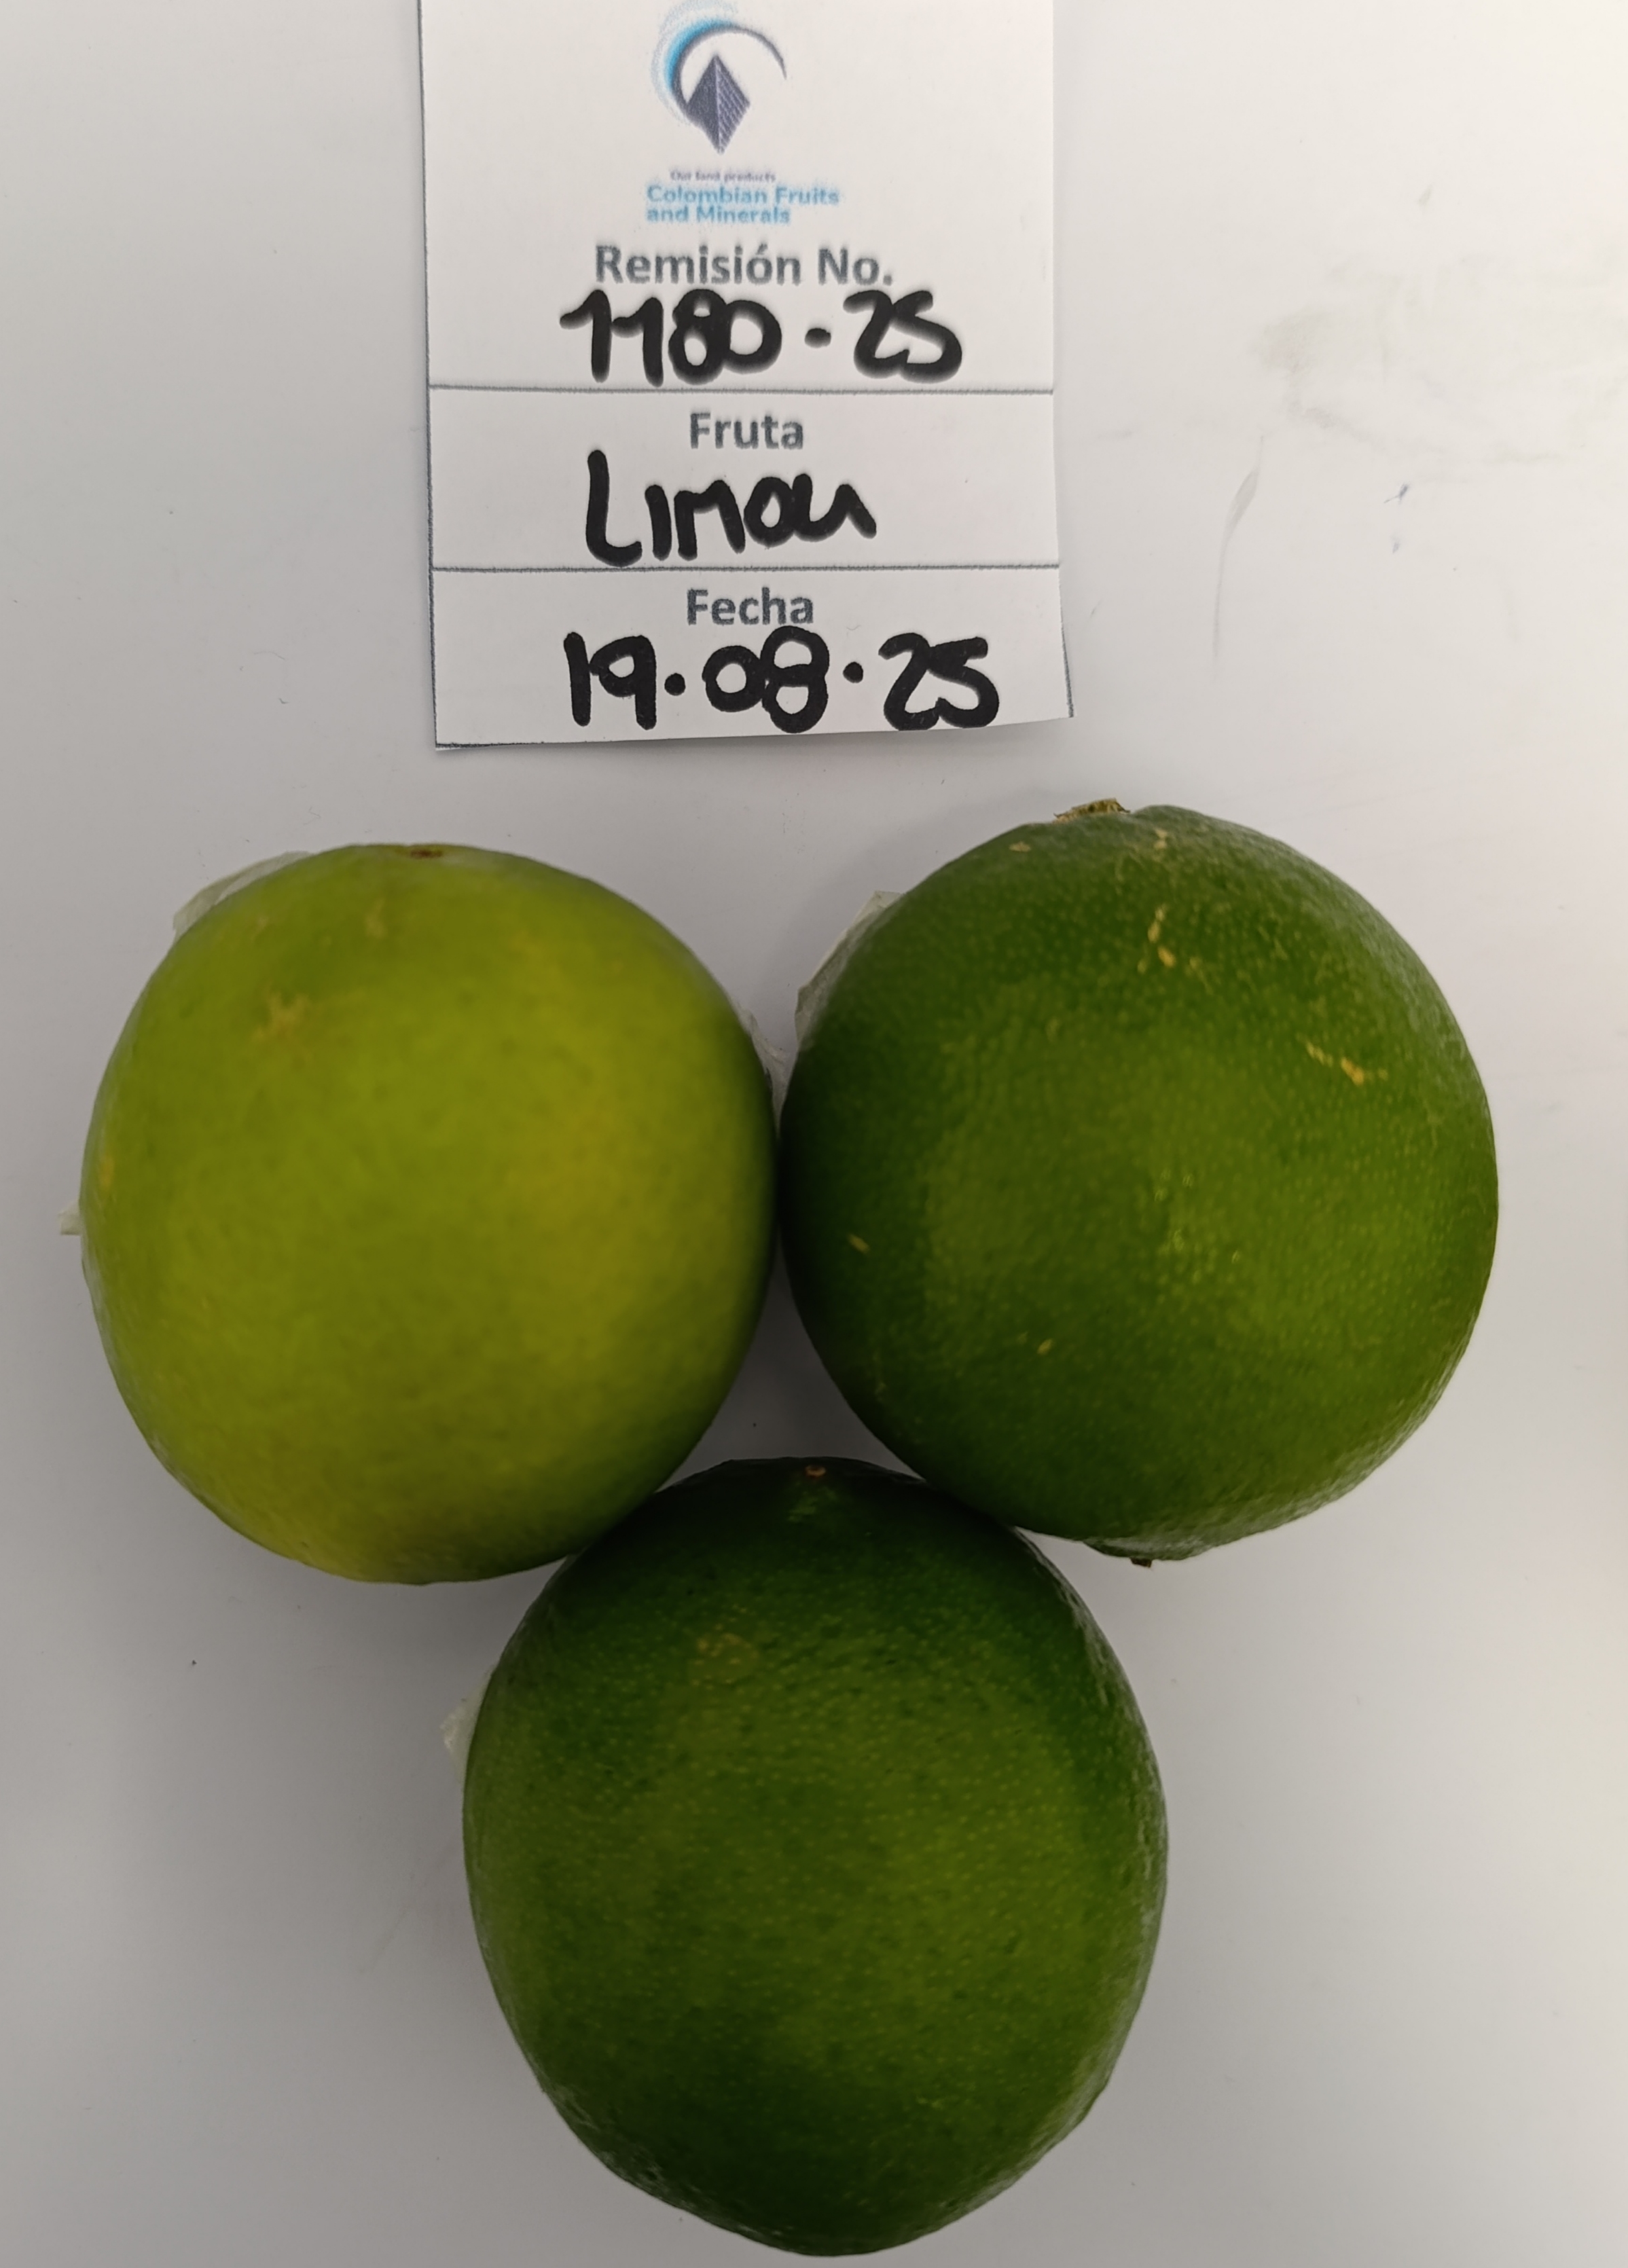 Our land products
Colombian Fruits
and Minerals
Remisión No.
1180.25
Fruta
Limon
Fecha
19.08.25